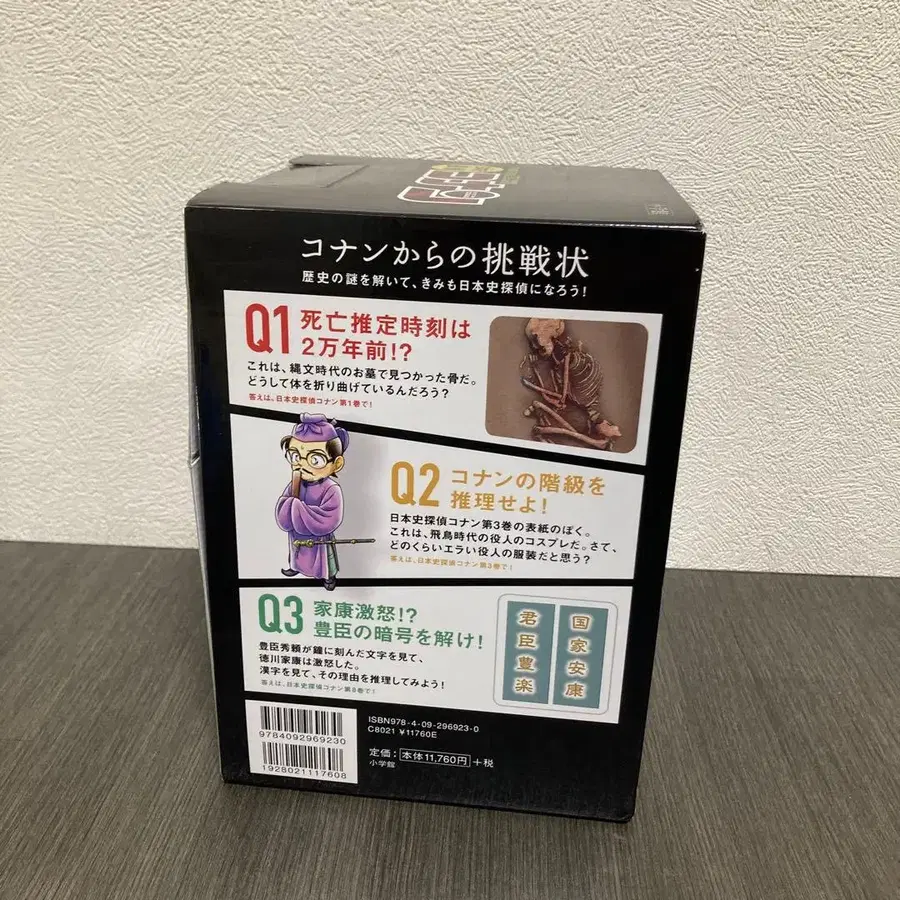 コナンからの挑戦状
歴史の謎を解いて、きみも日本史探偵になろう!
Q1 死亡推定時刻は
2万年前!?
これは、縄文時代のお墓で見つかった骨だ。
どうして体を折り曲げているんだろう?
答えは、日本史探偵コナン第1巻で!
Q2 コナンの階級を
推理せよ!
日本史探偵コナン第3巻の表紙のぼく。
これは、飛鳥時代の役人のコスプレだ。さて、
どのくらいエラい役人の服装だと思う?
答えは、日本史探偵コナン第3巻で!
Q3 家康激怒!?
豊臣の暗号を解け!
豊臣秀頼が鐘に刻んだ文字を見て、
徳川家康は激怒した。
漢字を見て、その理由を推理してみよう!
答えは、日本史探偵コナン第8巻で!
国家安康
君臣豊楽
9784092969230
1928021117608
ISBN978-4-09-296923-0
C8021 ¥11760E
定価:本体11,760円+税
小学館